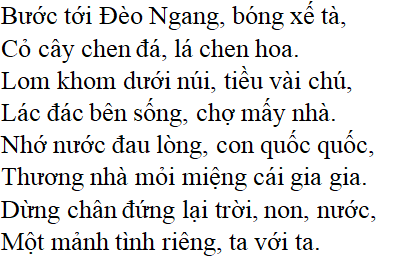 Bước tới Đèo Ngang, bóng xế tà,
Cỏ cây chen đá, lá chen hoa.
Lom khom dưới núi, tiều vài chú,
Lác đác bên sống, chợ mấy nhà.
Nhớ nước đau lòng, con quốc quốc,
Thương nhà mỏi miệng cái gia gia.
Dừng chân đứng lại trời, non, nước,
Một mảnh tình riêng, ta với ta.